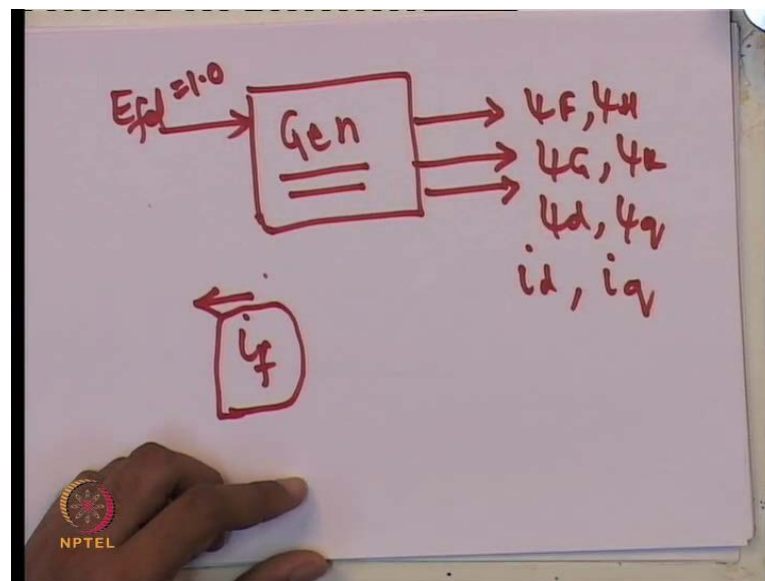 Efd =1.0
Gen
ψF, ψH
ψG, ψK
ψd, ψq
id, iq
if
NPTEL